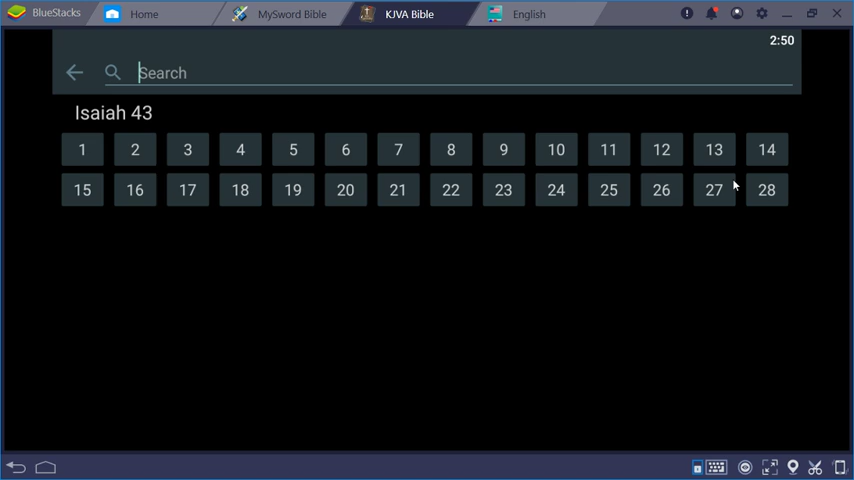 BlueStacks Home MySword Bible KJVA Bible English
2:50
Search
Isaiah 43
1 2 3 4 5 6 7 8 9 10 11 12 13 14
15 16 17 18 19 20 21 22 23 24 25 26 27 28